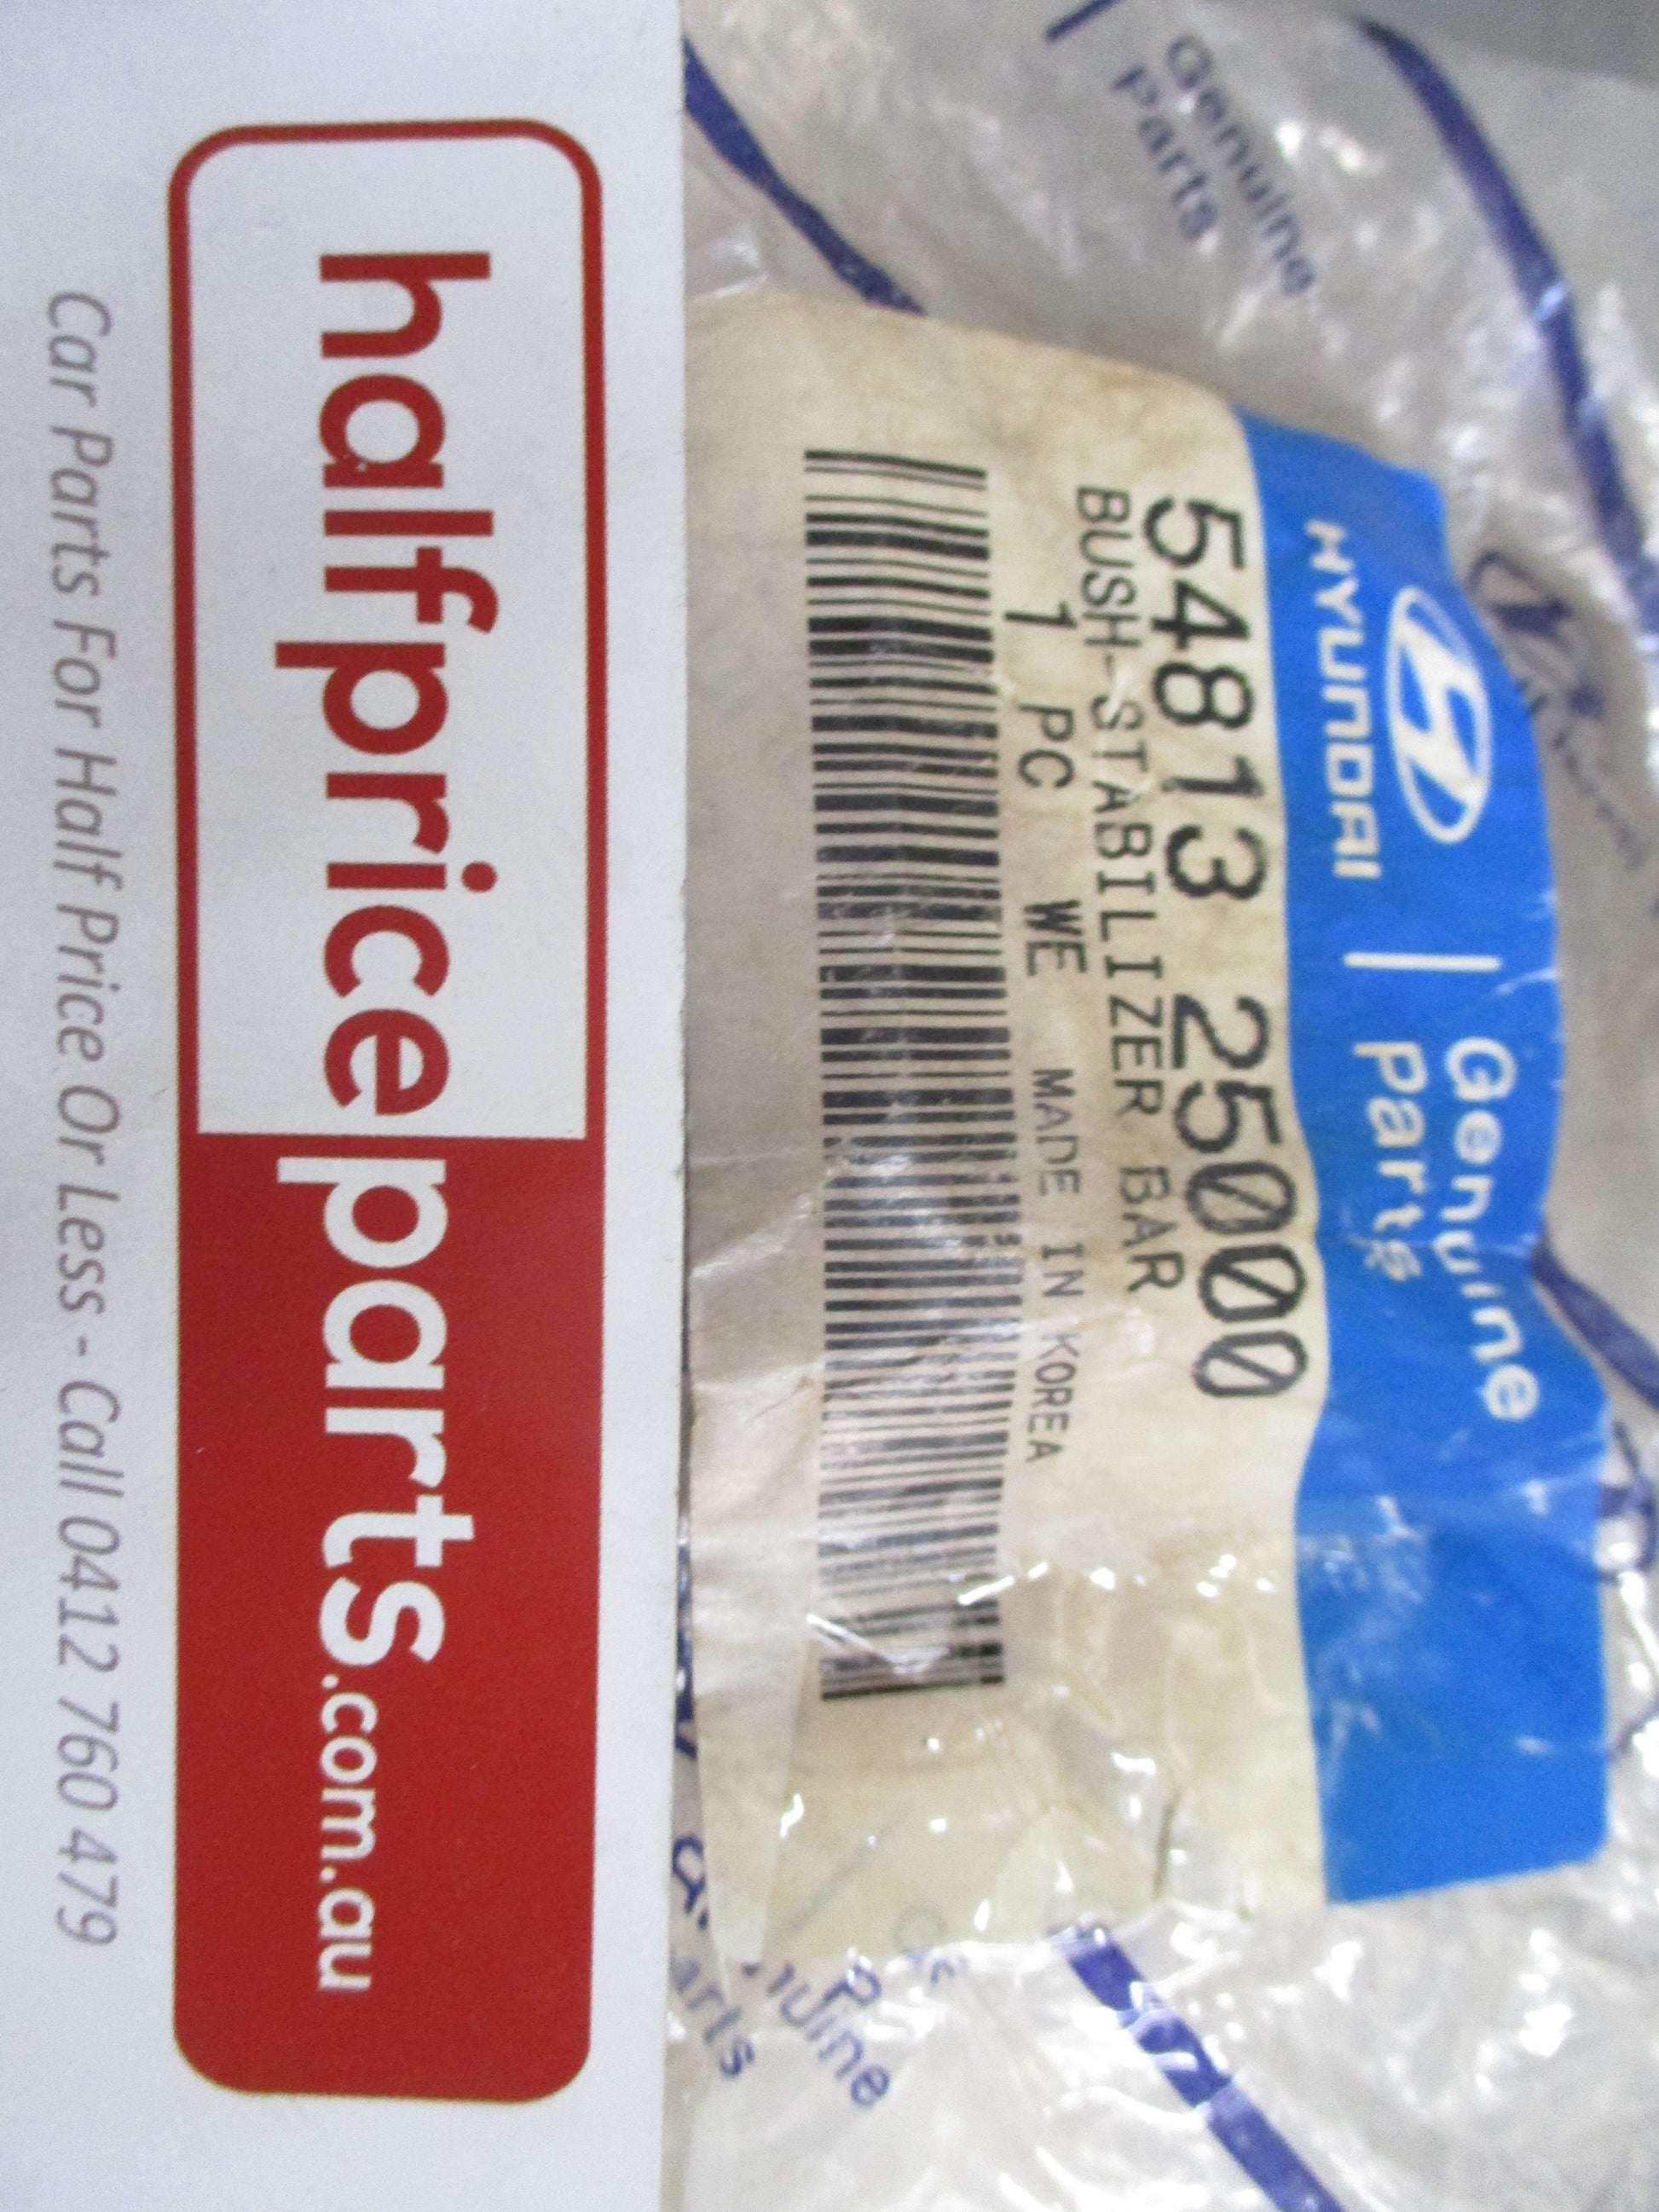 Genuine
Parts
HYUNDAI
Genuine
Parts
54813 25000
BUSH-STABILIZER BAR
1 PC WE MADE IN KOREA
halfpriceparts.com.au
Car Parts For Half Price Or Less - Call 0412 760 479